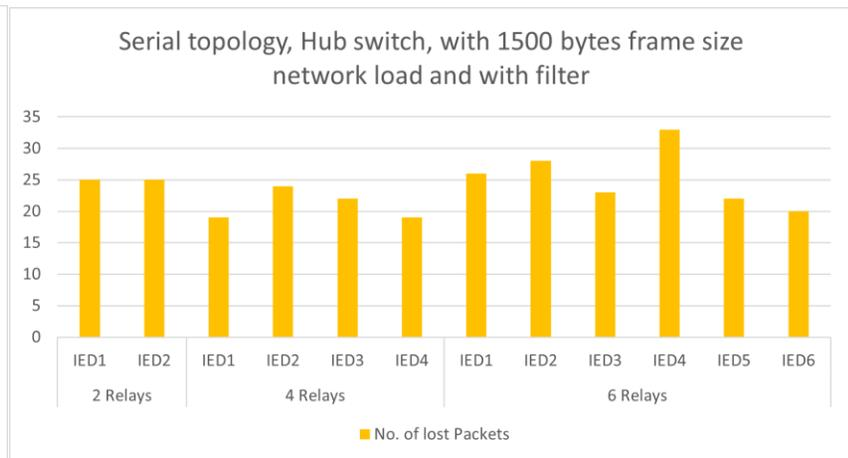 Serial topology, Hub switch, with 1500 bytes frame size
network load and with filter
35
30
25
20
15
10
5
0
IED1 IED2 IED1 IED2 IED3 IED4 IED1 IED2 IED3 IED4 IED5 IED6
2 Relays 4 Relays 6 Relays
No. of lost Packets